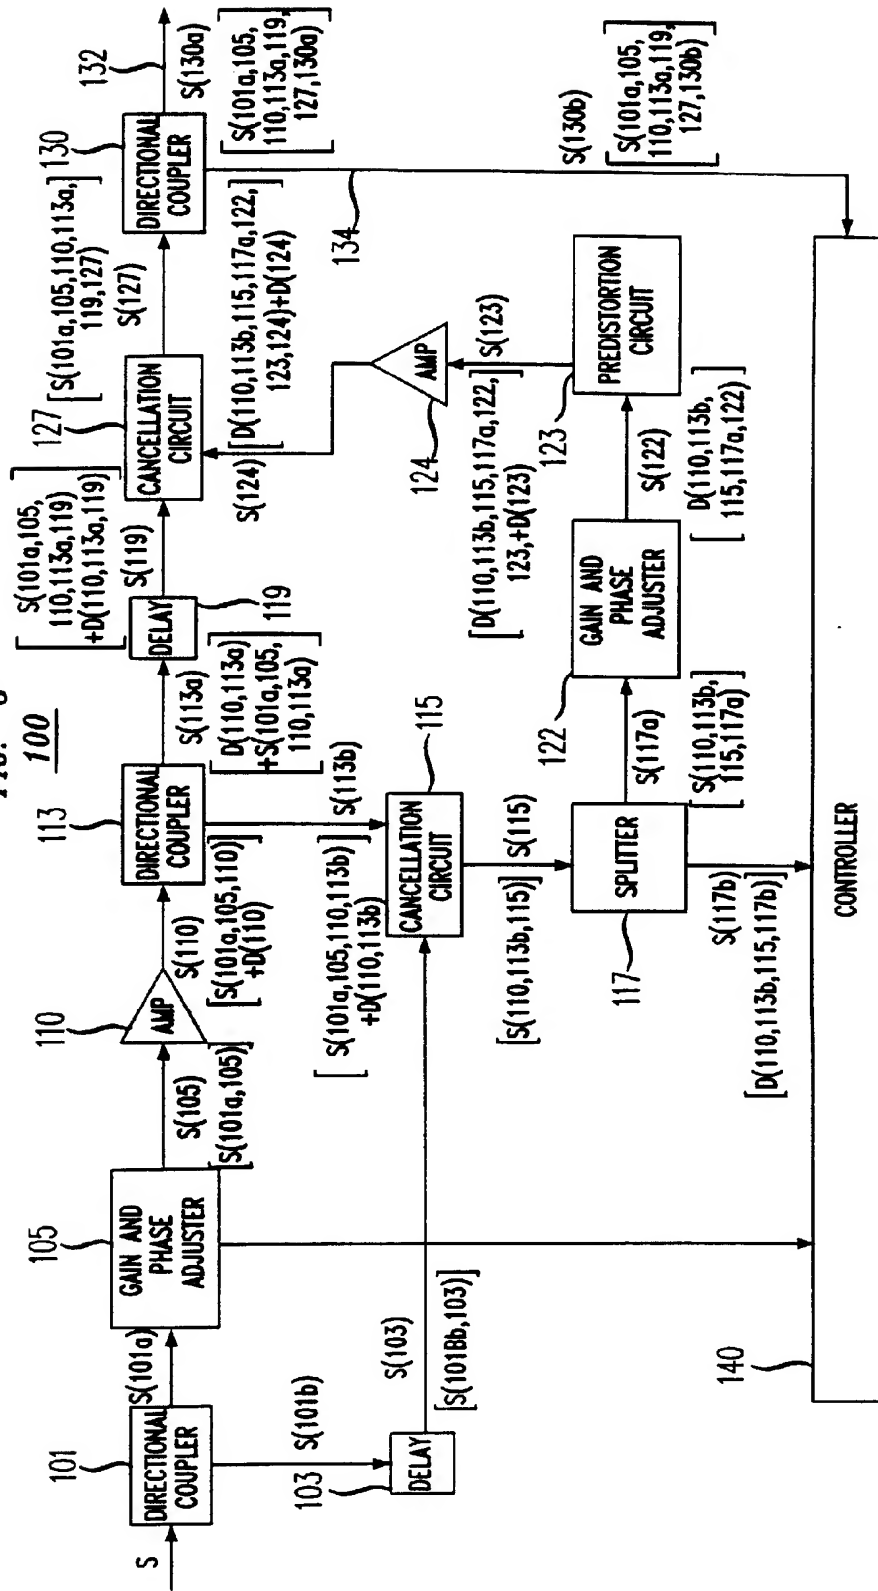 100
S
101
DIRECTIONAL
COUPLER
S(101a)
105
GAIN AND
PHASE
ADJUSTER
S(105)
[S(101a,105)]
110
AMP
S(110)
[S(101a,105,110)
+D(110)]
113
DIRECTIONAL
COUPLER
S(113a)
[D(110,113a)
+S(101a,105,
110,113a)]
DELAY
119
S(119)
[S(101a,105,
110,113a,119)
+D(110,113a,119)]
127
CANCELLATION
CIRCUIT
S(127)
[S(101a,105,110,113a,
119,127)]
130
DIRECTIONAL
COUPLER
132
S(130a)
[S(101a,105,
110,113a,119,
127,130a)]
S(101b)
103
DELAY
S(103)
[S(101Bb,103)]
S(113b)
[S(101a,105,110,113b)
+D(110,113b)]
115
CANCELLATION
CIRCUIT
S(115)
[S(110,113b,115)]
117
SPLITTER
S(117a)
[S(110,113b,
115,117a)]
S(117b)
[D(110,113b,115,117b)]
122
GAIN AND
PHASE
ADJUSTER
S(122)
[D(110,113b,
115,117a,122)]
123
PREDISTORTION
CIRCUIT
S(123)
[D(110,113b,115,117a,122,
123,+D(123)]
124
AMP
S(124)
[D(110,113b,115,117a,122,
123,124)+D(124)]
134
S(130b)
[S(101a,105,
110,113a,119,
127,130b)]
140
CONTROLLER